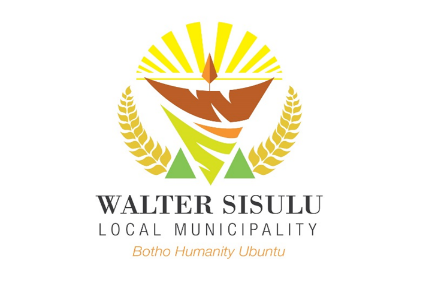 WALTER SISULU
LOCAL MUNICIPALITY
Botho Humanity Ubuntu